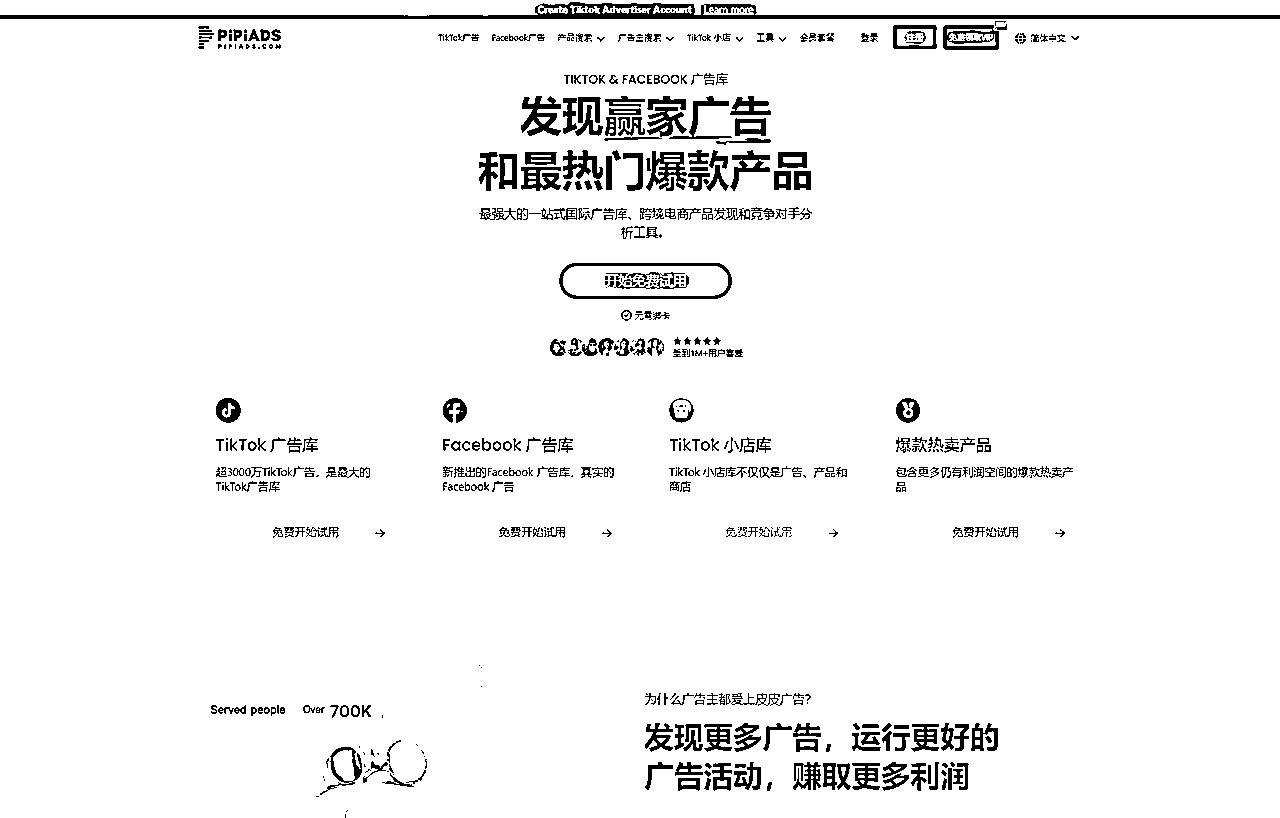 Create Tiktok Advertiser Account | Learn more
PiPiADS
PIPIADS.COM
TikTok广告 Facebook广告 产品搜索 广告主搜索 TikTok 小店 工具 会员套餐 登录 注册 简体中文
TIKTOK & FACEBOOK 广告库
发现赢家广告
和最热门爆款产品
最强大的一站式国际广告库、跨境电商产品发现和竞争对手分
析工具。
开始免费试用
无需绑卡
★★★★★
受到1M+用户喜爱
TikTok 广告库
超3000万TikTok广告，是最大的
TikTok广告库
免费开始试用 →
Facebook 广告库
新推出的Facebook 广告库，真实的
Facebook 广告
免费开始试用 →
TikTok 小店库
TikTok 小店库不仅仅是广告、产品和
商店
免费开始试用 →
爆款热卖产品
包含更多仍有利润空间的爆款热卖产
品
免费开始试用 →
Served people Over 700K
为什么广告主都爱上皮皮广告?
发现更多广告，运行更好的
广告活动，赚取更多利润